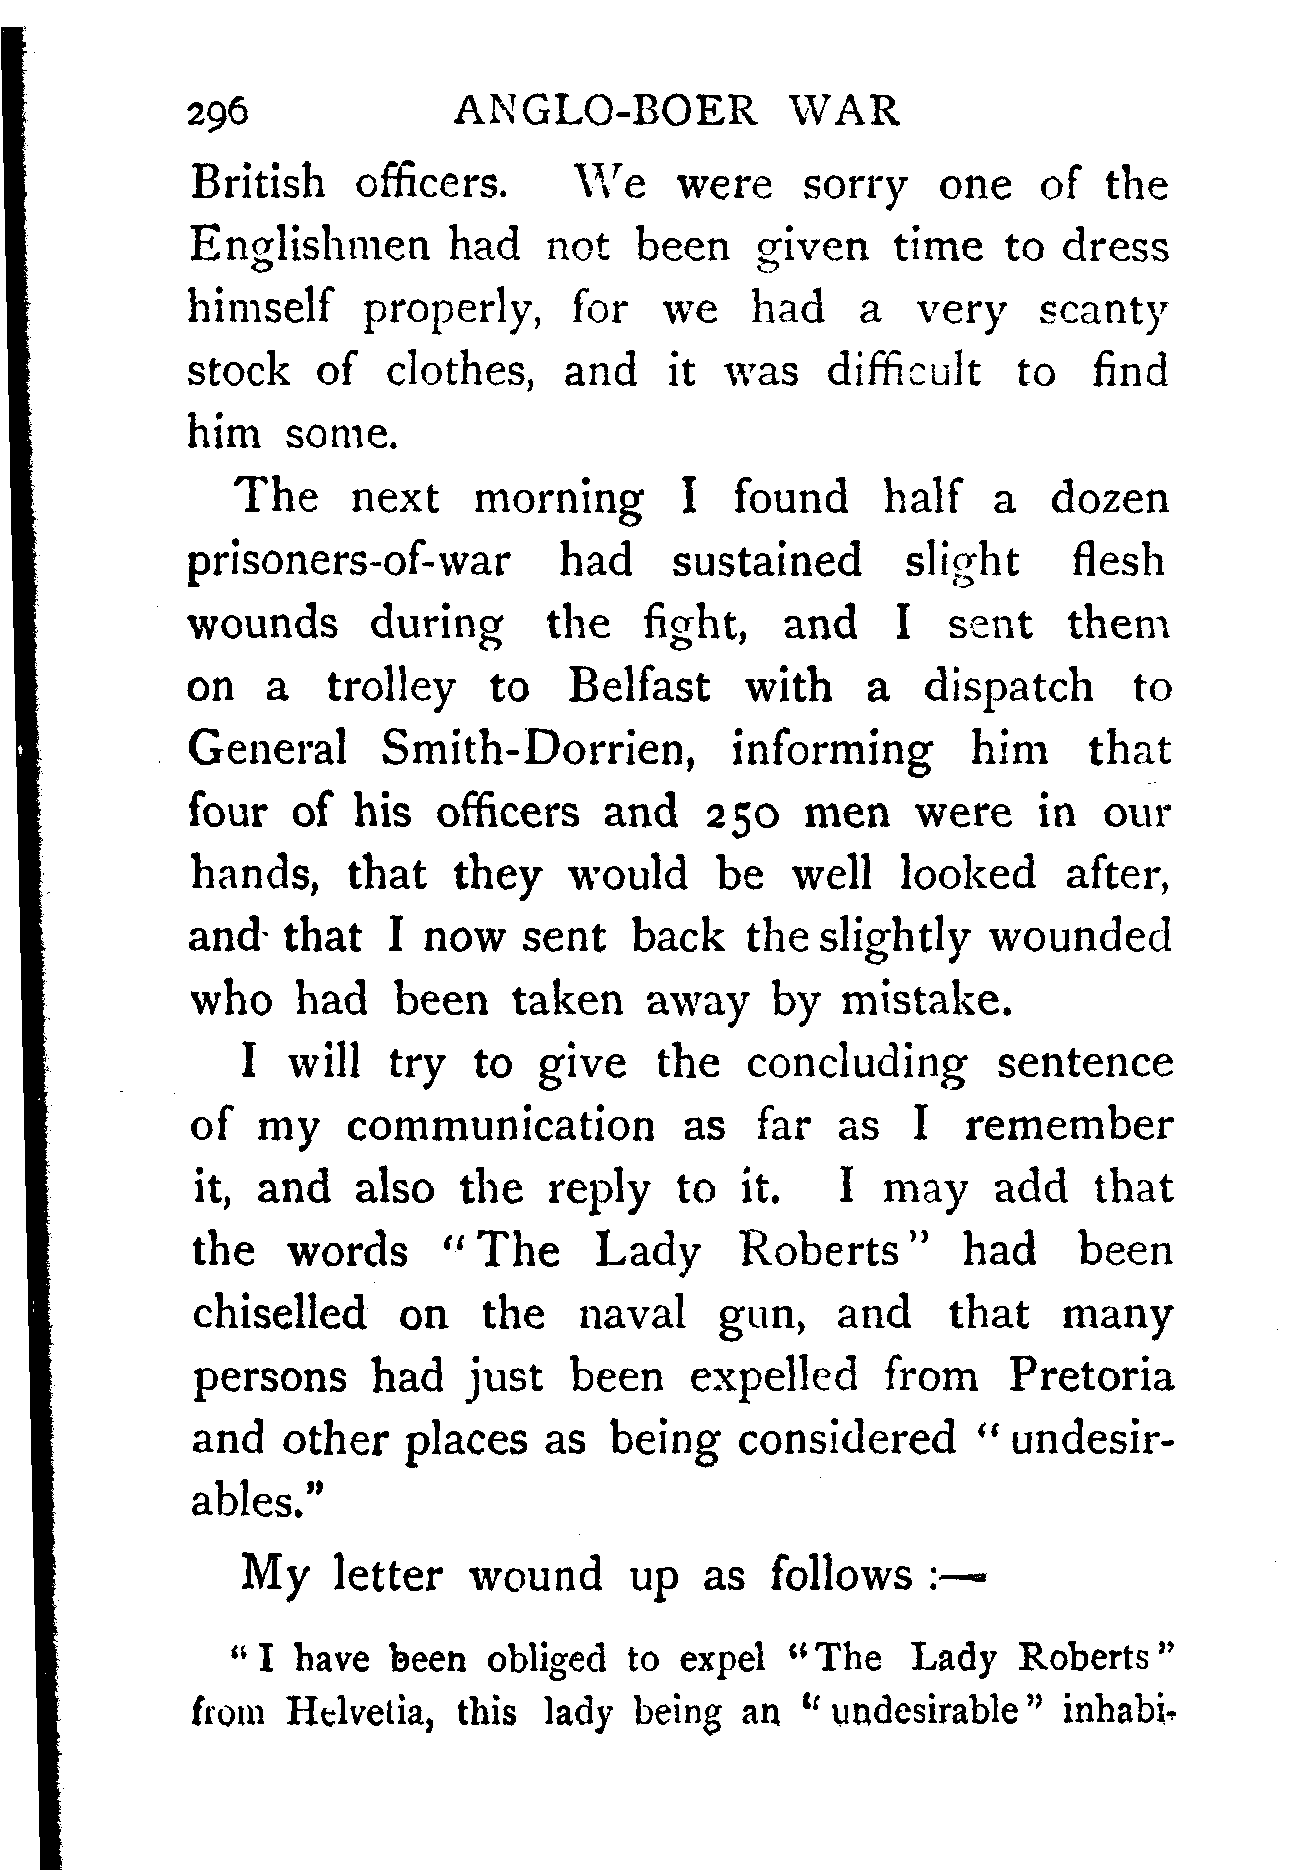 296 ANGLO-BOER WAR
British officers. We were sorry one of the
Englishmen had not been given time to dress
himself properly, for we had a very scanty
stock of clothes, and it was difficult to find
him some.
The next morning I found half a dozen
prisoners-of-war had sustained slight flesh
wounds during the fight, and I sent them
on a trolley to Belfast with a dispatch to
General Smith-Dorrien, informing him that
four of his officers and 250 men were in our
hands, that they would be well looked after,
and that I now sent back the slightly wounded
who had been taken away by mistake.
I will try to give the concluding sentence
of my communication as far as I remember
it, and also the reply to it. I may add that
the words “The Lady Roberts” had been
chiselled on the naval gun, and that many
persons had just been expelled from Pretoria
and other places as being considered “undesir-
ables.”
My letter wound up as follows :—
“I have been obliged to expel “The Lady Roberts”
from Helvetia, this lady being an “undesirable” inhabi-